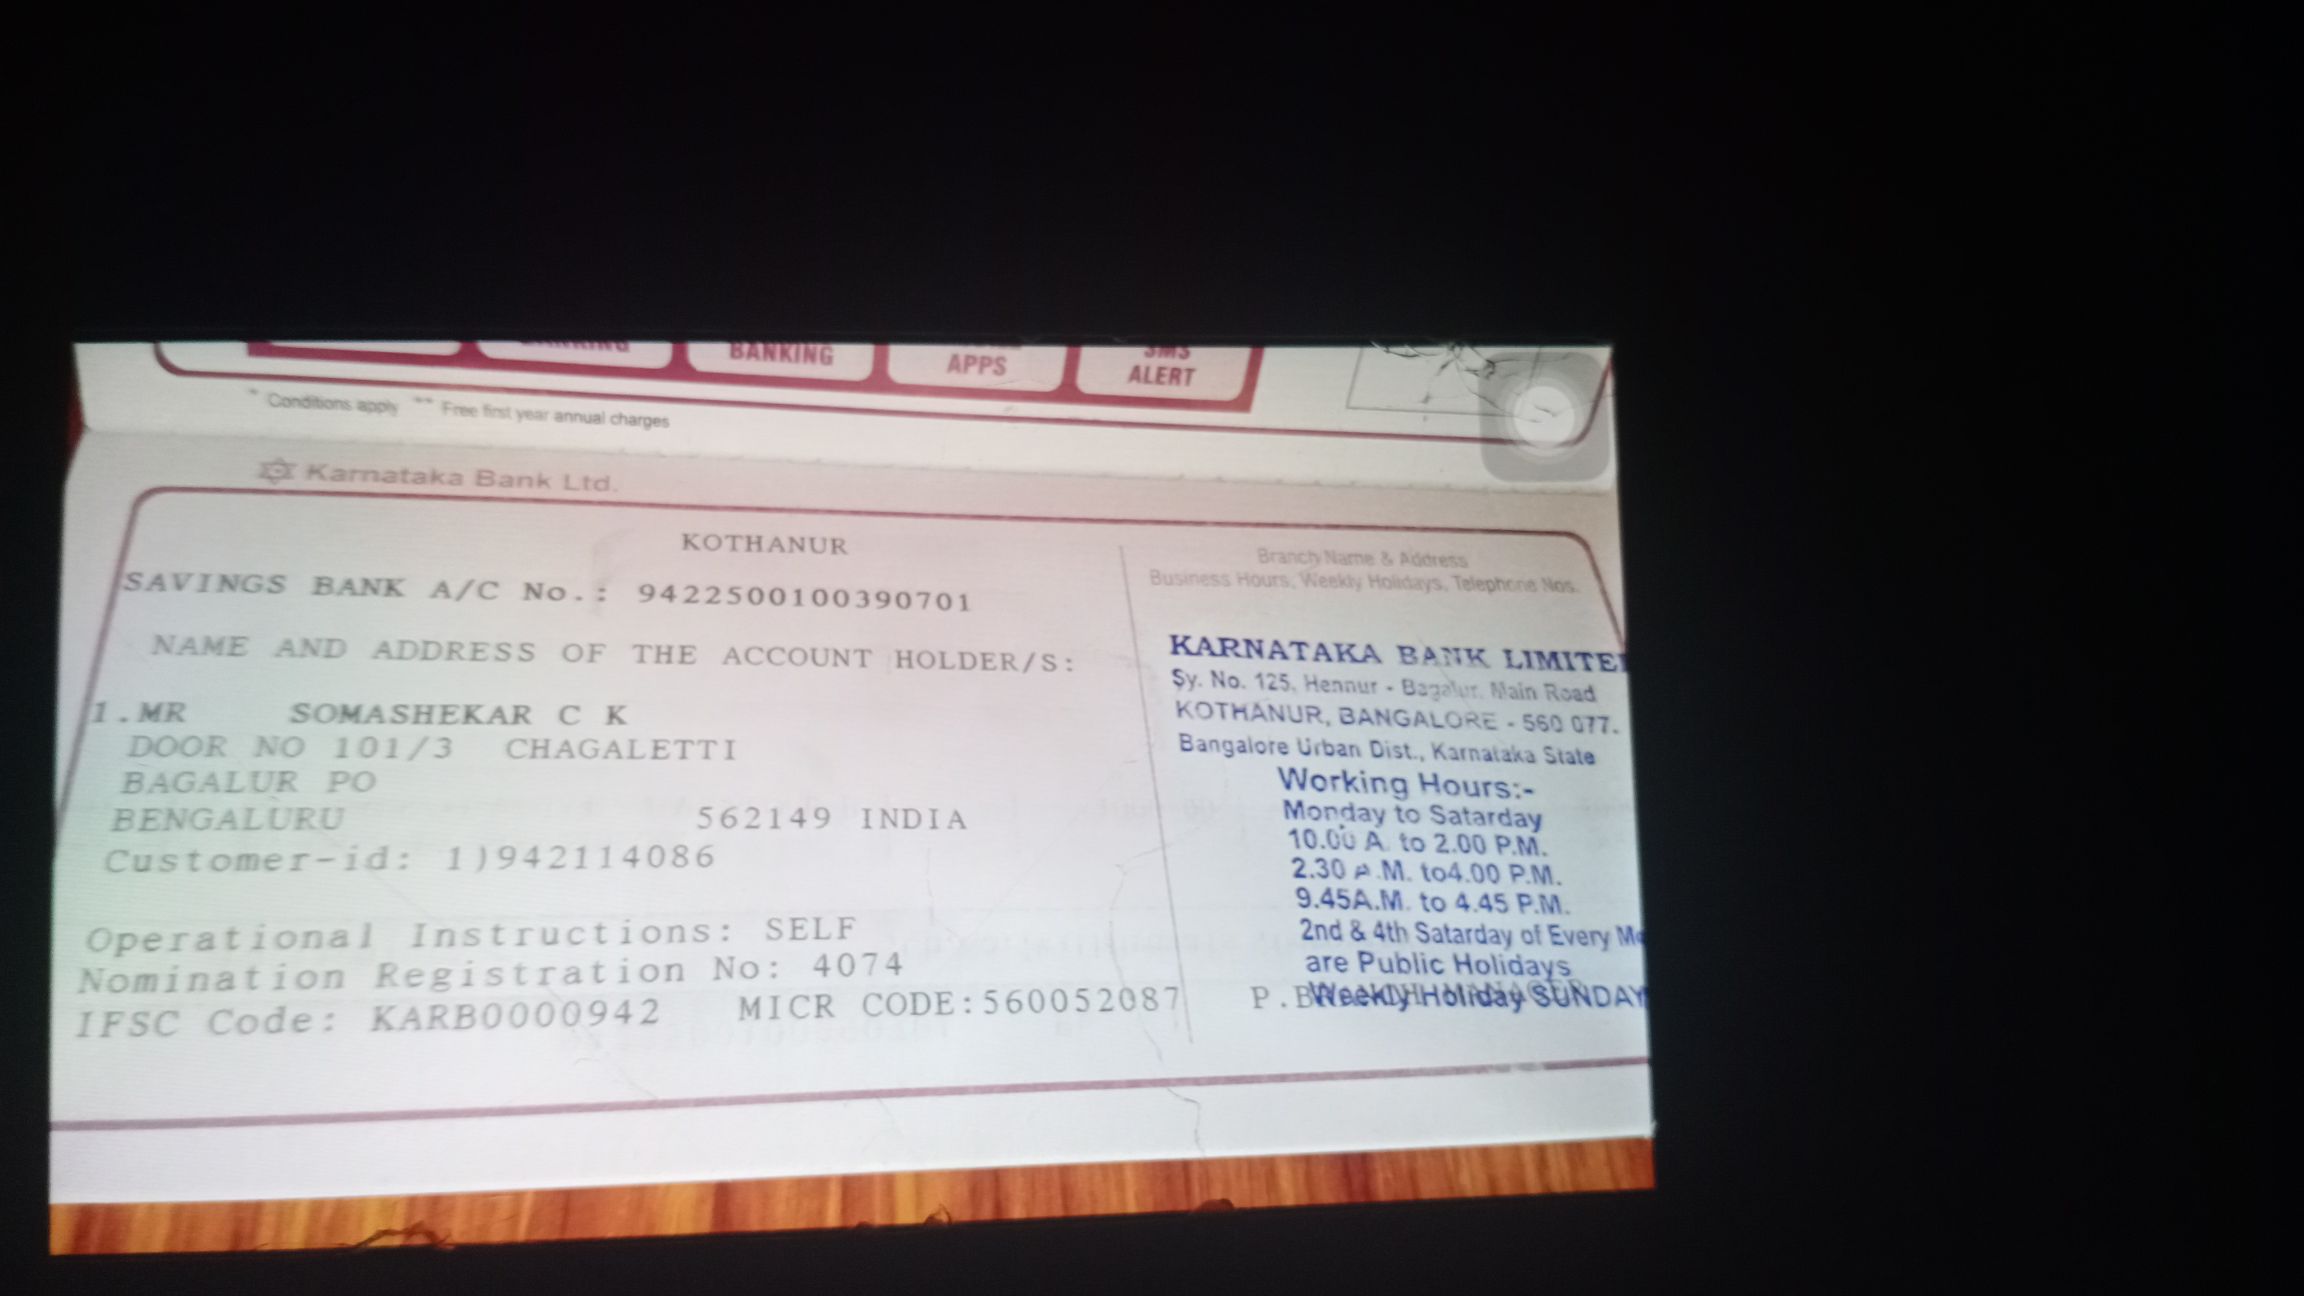 BANKING
BANKING
APPS
SMS
ALERT
* Conditions apply ** Free first year annual charges
Karnataka Bank Ltd.
KOTHANUR
SAVINGS BANK A/C No.: 9422500100390701
NAME AND ADDRESS OF THE ACCOUNT HOLDER/S:
1.MR SOMASHEKAR C K
DOOR NO 101/3 CHAGALETTI
BAGALUR PO
BENGALURU 562149 INDIA
Customer-id: 1)942114086
Operational Instructions: SELF
Nomination Registration No: 4074
IFSC Code: KARB0000942 MICR CODE:560052087
Branch Name & Address
Business Hours, Weekly Holidays, Telephone Nos.
KARNATAKA BANK LIMITED
Sy. No. 125, Hennur - Bagalur, Main Road
KOTHANUR, BANGALORE - 560 077.
Bangalore Urban Dist., Karnataka State
Working Hours:-
Monday to Satarday
10.00 A. to 2.00 P.M.
2.30 .M. to4.00 P.M.
9.45A.M. to 4.45 P.M.
2nd & 4th Satarday of Every
are Public Holidays
Weekly Holiday SUNDAY